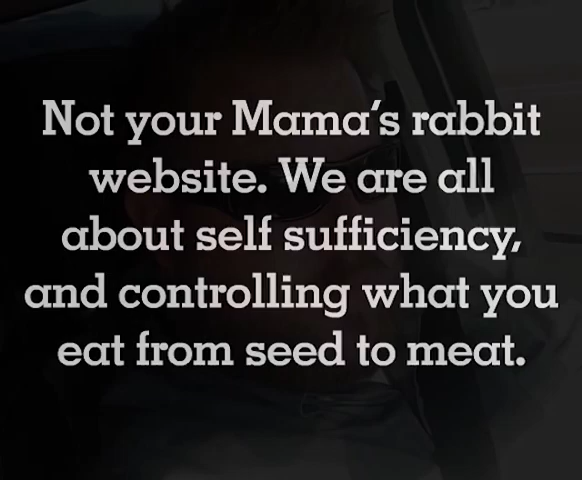 Not your Mama's rabbit
website. We are all
about self sufficiency,
and controlling what you
eat from seed to meat.